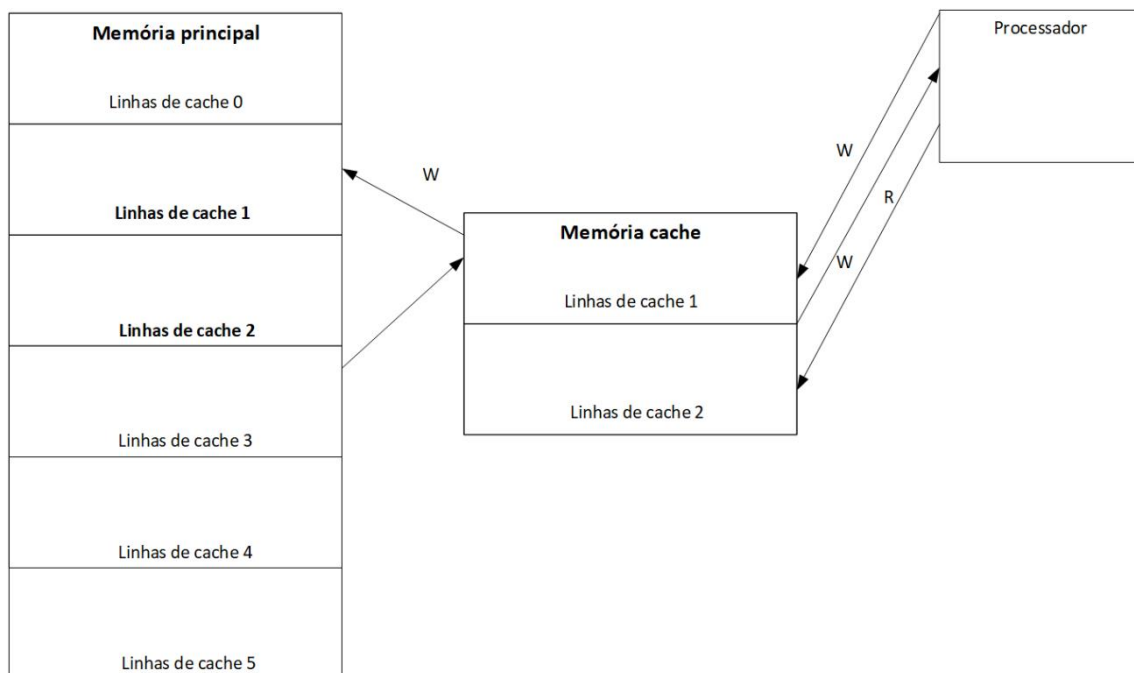 Memória principal
Linhas de cache 0
Linhas de cache 1
Linhas de cache 2
Linhas de cache 3
Linhas de cache 4
Linhas de cache 5
W
Memória cache
Linhas de cache 1
Linhas de cache 2
W
R
W
Processador